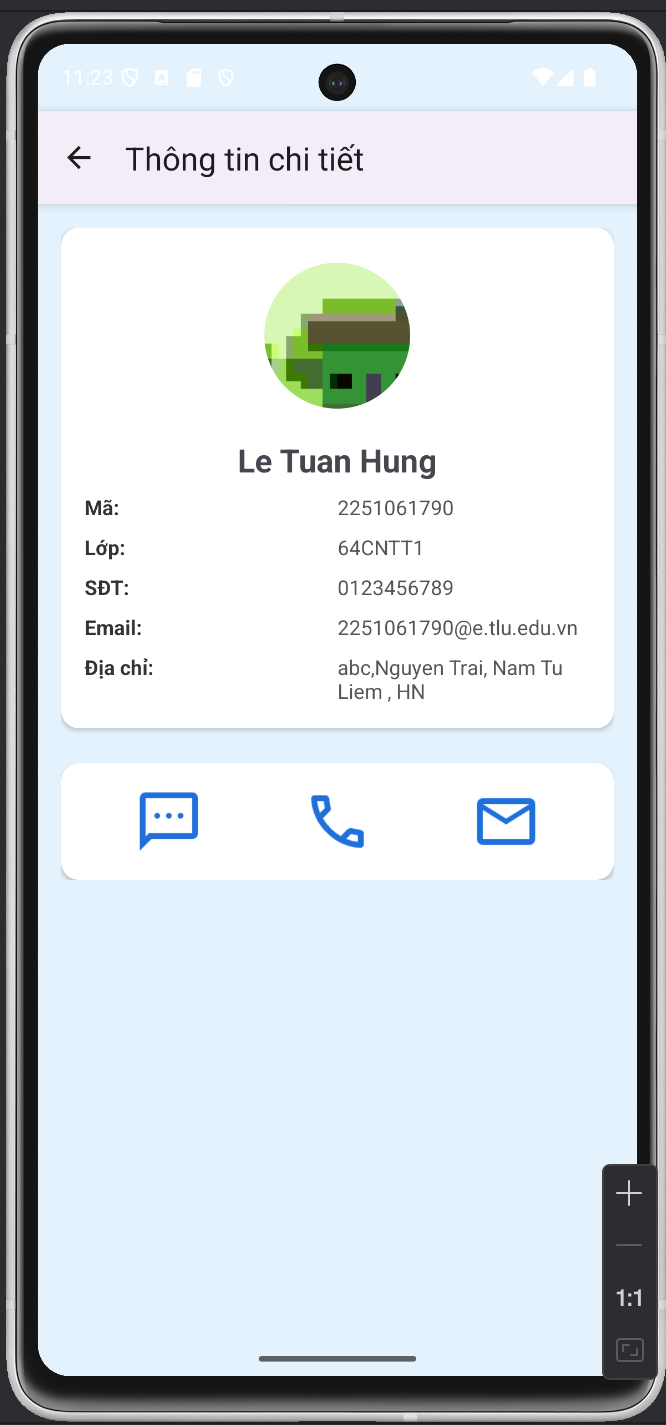 11:23
Thông tin chi tiết
Le Tuan Hung
Mã: 2251061790
Lớp: 64CNTT1
SĐT: 0123456789
Email: 2251061790@e.tlu.edu.vn
Địa chỉ: abc,Nguyen Trai, Nam Tu
Liem , HN
1:1